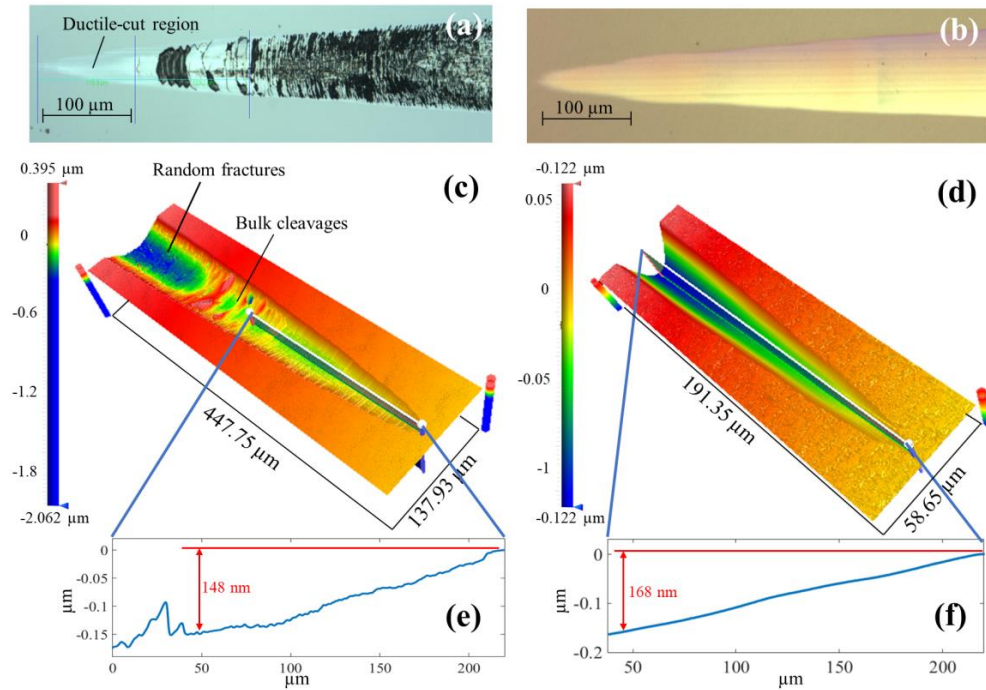 Ductile-cut region
(a)
100 µm
(b)
100 µm
0.395 µm
0
-0.6
-1.2
-1.8
-2.062 µm
Random fractures
Bulk cleavages
(c)
447.75 µm
137.93 µm
-0.122 µm
0.05
0
-0.05
-1
-0.122 µm
(d)
191.35 µm
58.65 µm
0
-0.05
-0.1
-0.15
µm
148 nm
(e)
0
50
100
150
200
µm
0
-0.1
-0.2
µm
168 nm
(f)
50
100
150
200
µm